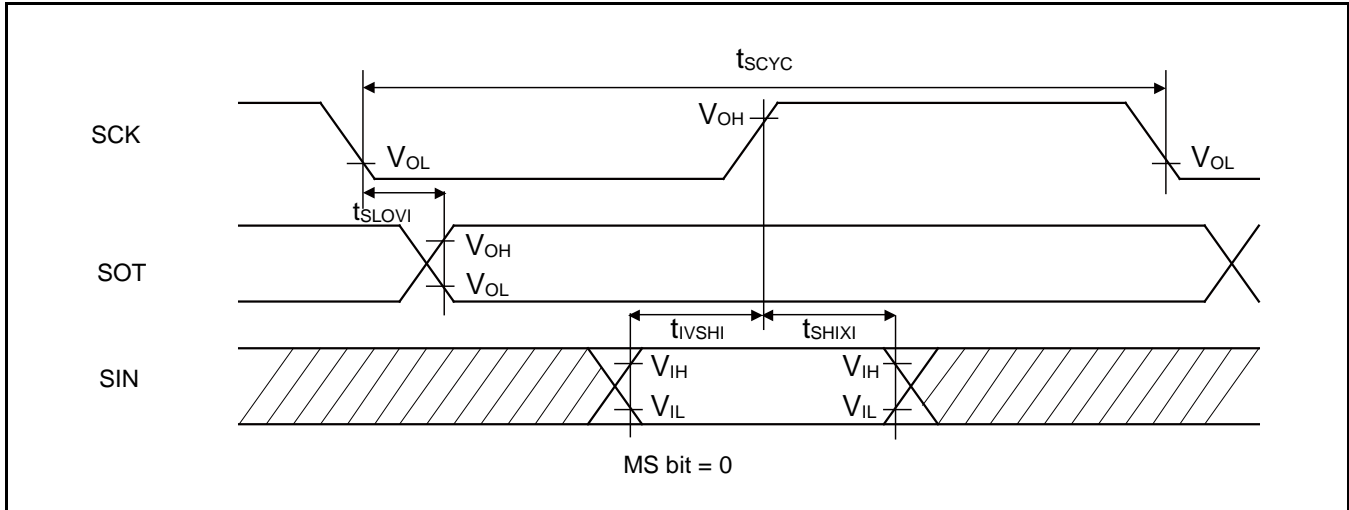 tSCYC
SCK
VOH
VOL
VOL
tSLOVI
SOT
VOH
VOL
tIVSHI
tSHIXI
SIN
VIH
VIH
VIL
VIL
MS bit = 0